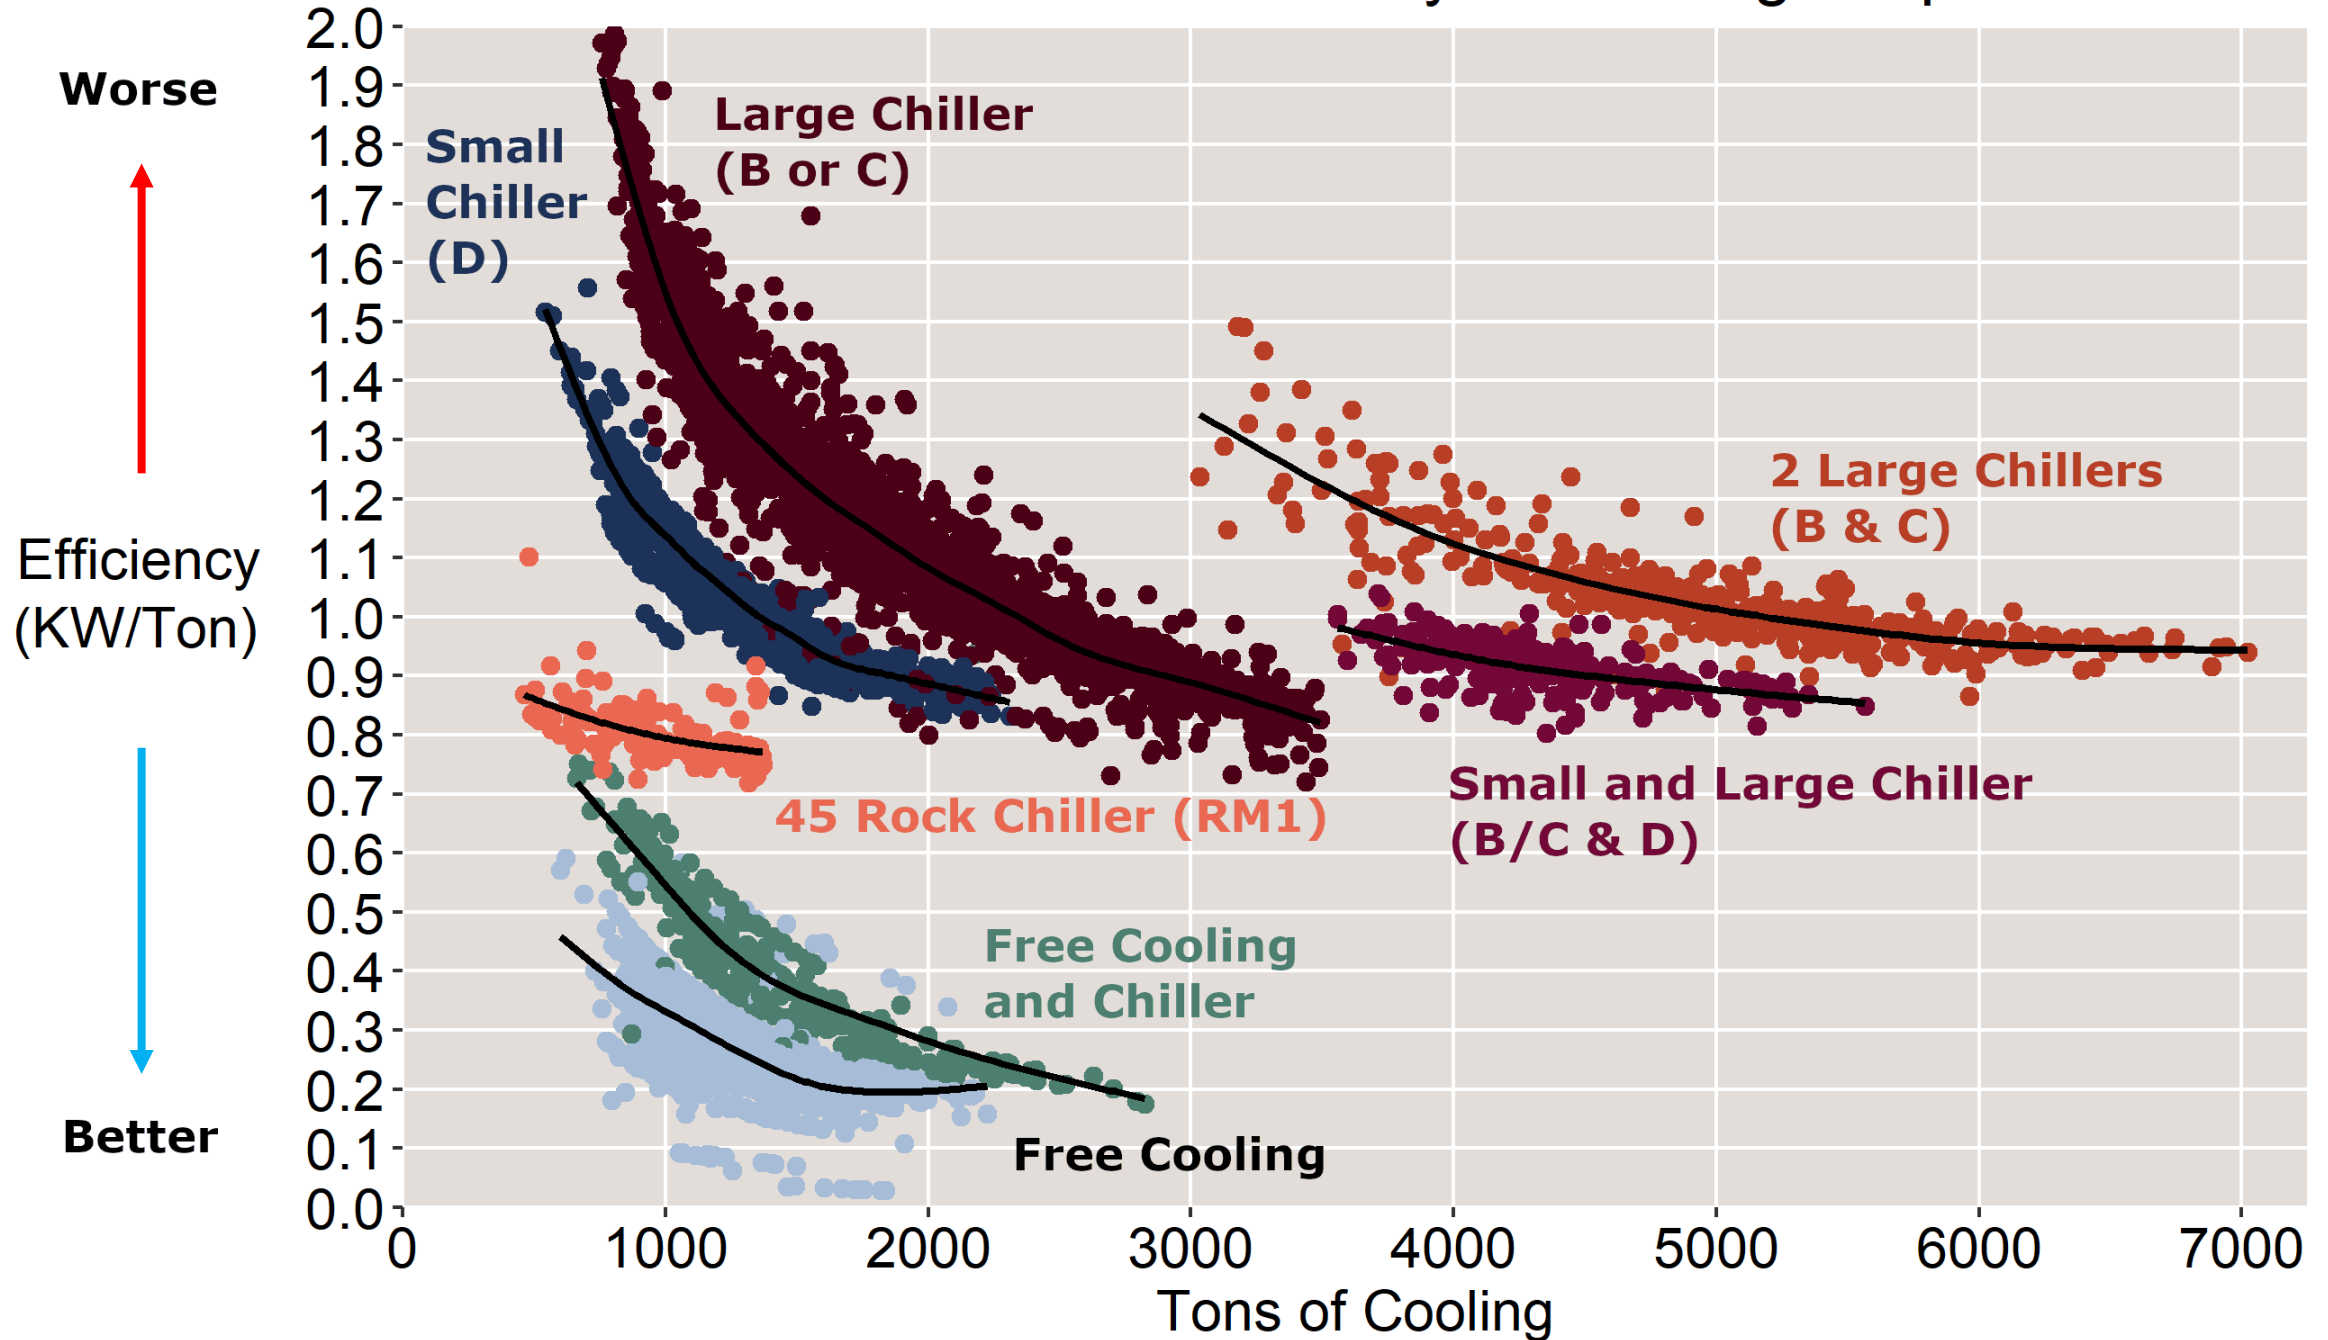 2.0
1.9
1.8
1.7
1.6
1.5
1.4
1.3
1.2
1.1
1.0
0.9
0.8
0.7
0.6
0.5
0.4
0.3
0.2
0.1
0.0
Worse
Efficiency
(KW/Ton)
Better
Small
Chiller
(D)
Large Chiller
(B or C)
2 Large Chillers
(B & C)
Small and Large Chiller
(B/C & D)
45 Rock Chiller (RM1)
Free Cooling
and Chiller
Free Cooling
0 1000 2000 3000 4000 5000 6000 7000
Tons of Cooling